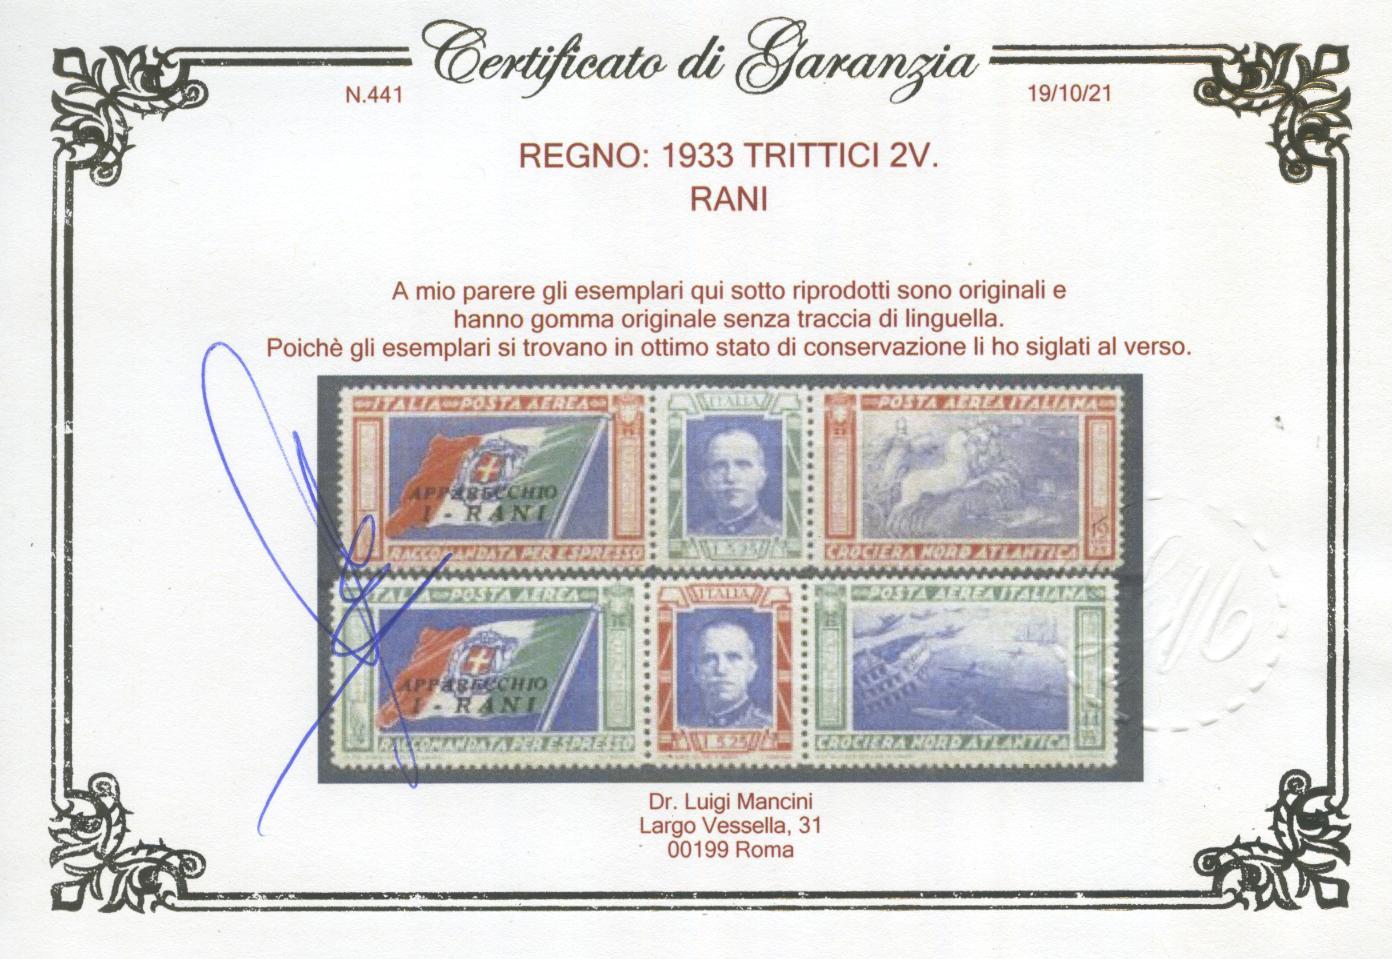 Certificato di Garanzia
N.441
19/10/21
REGNO: 1933 TRITTICI 2V.
RANI
A mio parere gli esemplari qui sotto riprodotti sono originali e
hanno gomma originale senza traccia di linguella.
Poichè gli esemplari si trovano in ottimo stato di conservazione li ho siglati al verso.
ITALIA POSTA AEREA
ITALIA
POSTA AEREA ITALIANA
APPARECCHIO
I - RANI
RACCOMANDATA PER ESPRESSO
L.5,25
CROCIERA NORD ATLANTICA
ITALIA POSTA AEREA
ITALIA
POSTA AEREA ITALIANA
APPARECCHIO
I - RANI
RACCOMANDATA PER ESPRESSO
CROCIERA NORD ATLANTICA
Dr. Luigi Mancini
Largo Vessella, 31
00199 Roma